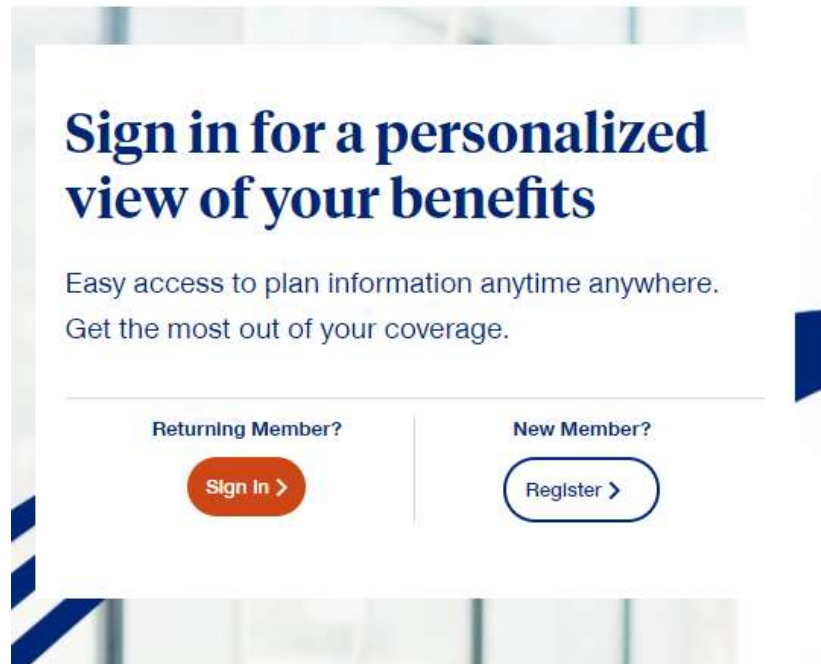 Sign in for a personalized
view of your benefits
Easy access to plan information anytime anywhere.
Get the most out of your coverage.
Returning Member?
New Member?
Sign In
Register